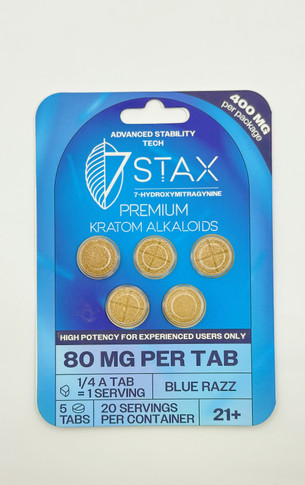 400 MG
per package
ADVANCED STABILITY
TECH
7 STAX
7-HYDROXYMITRAGYNINE
PREMIUM
KRATOM ALKALOIDS
HIGH POTENCY FOR EXPERIENCED USERS ONLY
80 MG PER TAB
1/4 A TAB
= 1 SERVING
BLUE RAZZ
5
TABS
20 SERVINGS
PER CONTAINER
21+